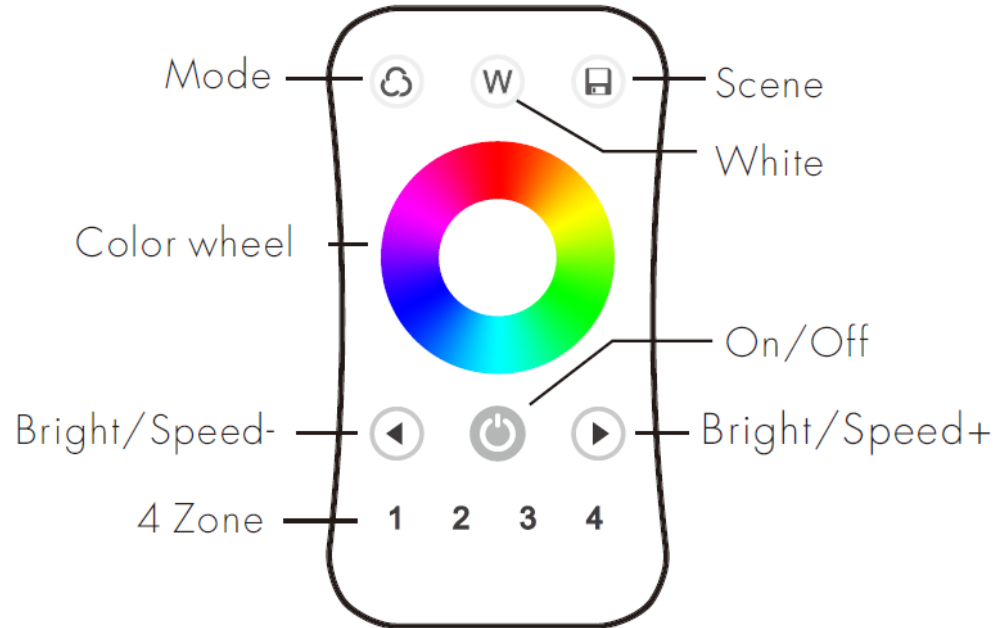 Mode
W
Scene
White
Color wheel
On/Off
Bright/Speed-
Bright/Speed+
4 Zone
1 2 3 4